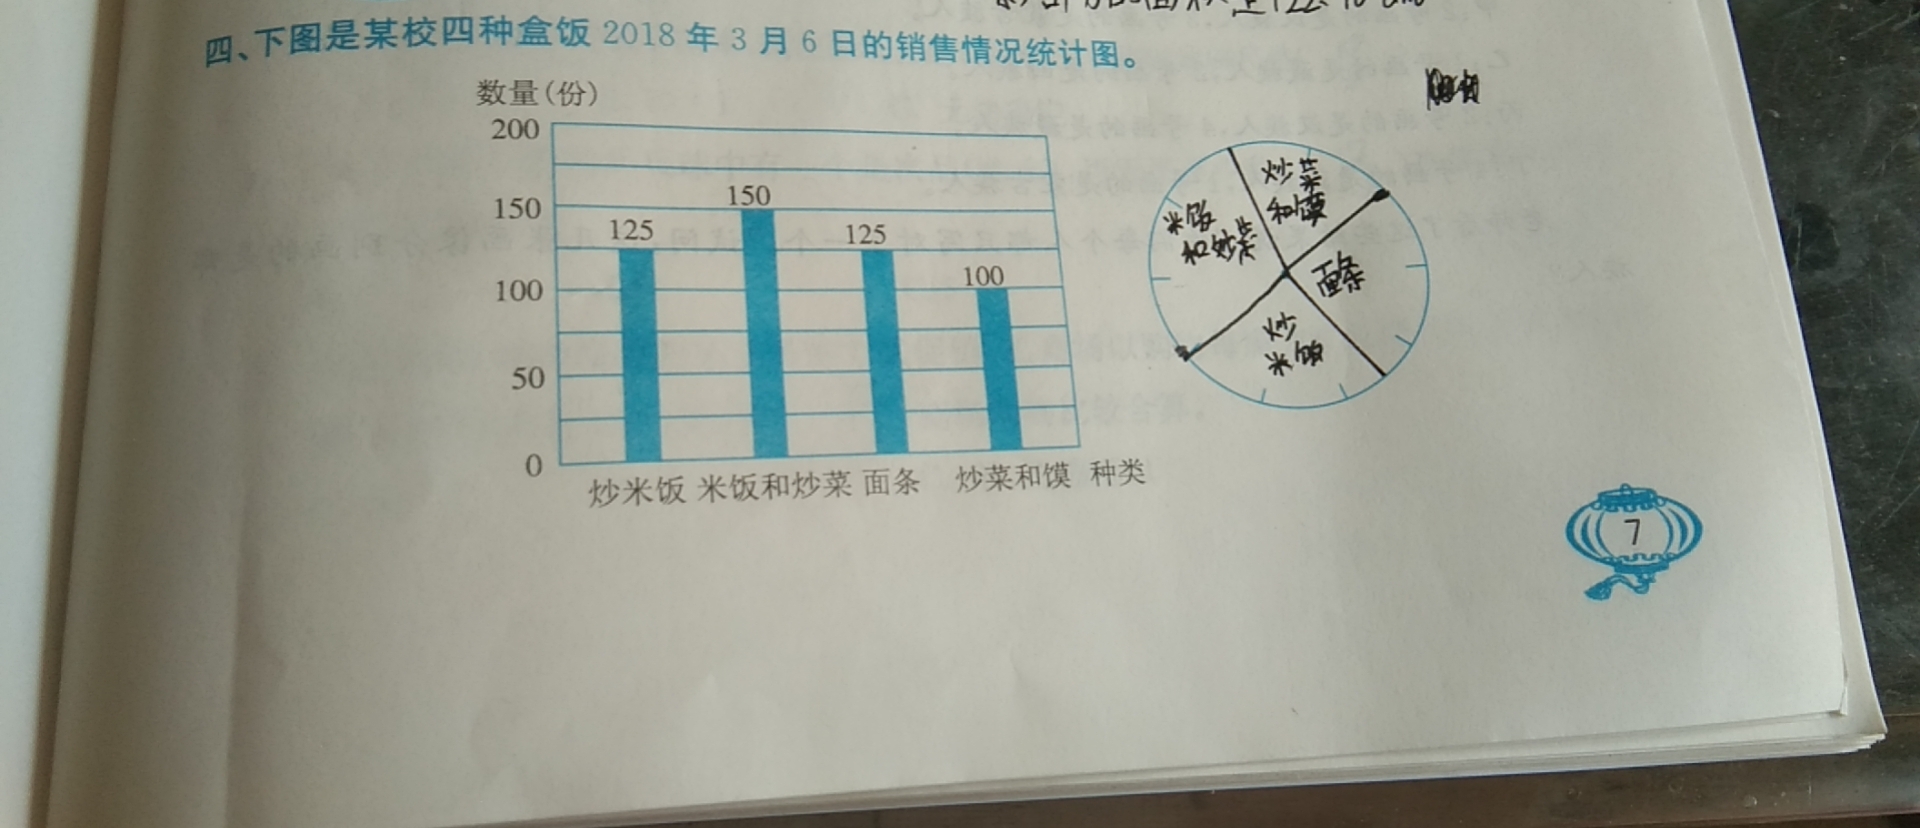 四、下图是某校四种盒饭 2018 年 3 月 6 日的销售情况统计图。
数量(份)
200
150
100
50
0
125
150
125
100
炒米饭 米饭和炒菜 面条 炒菜和馍 种类
炒菜
和馍
米饭
和炒菜
面条
炒
米饭
7